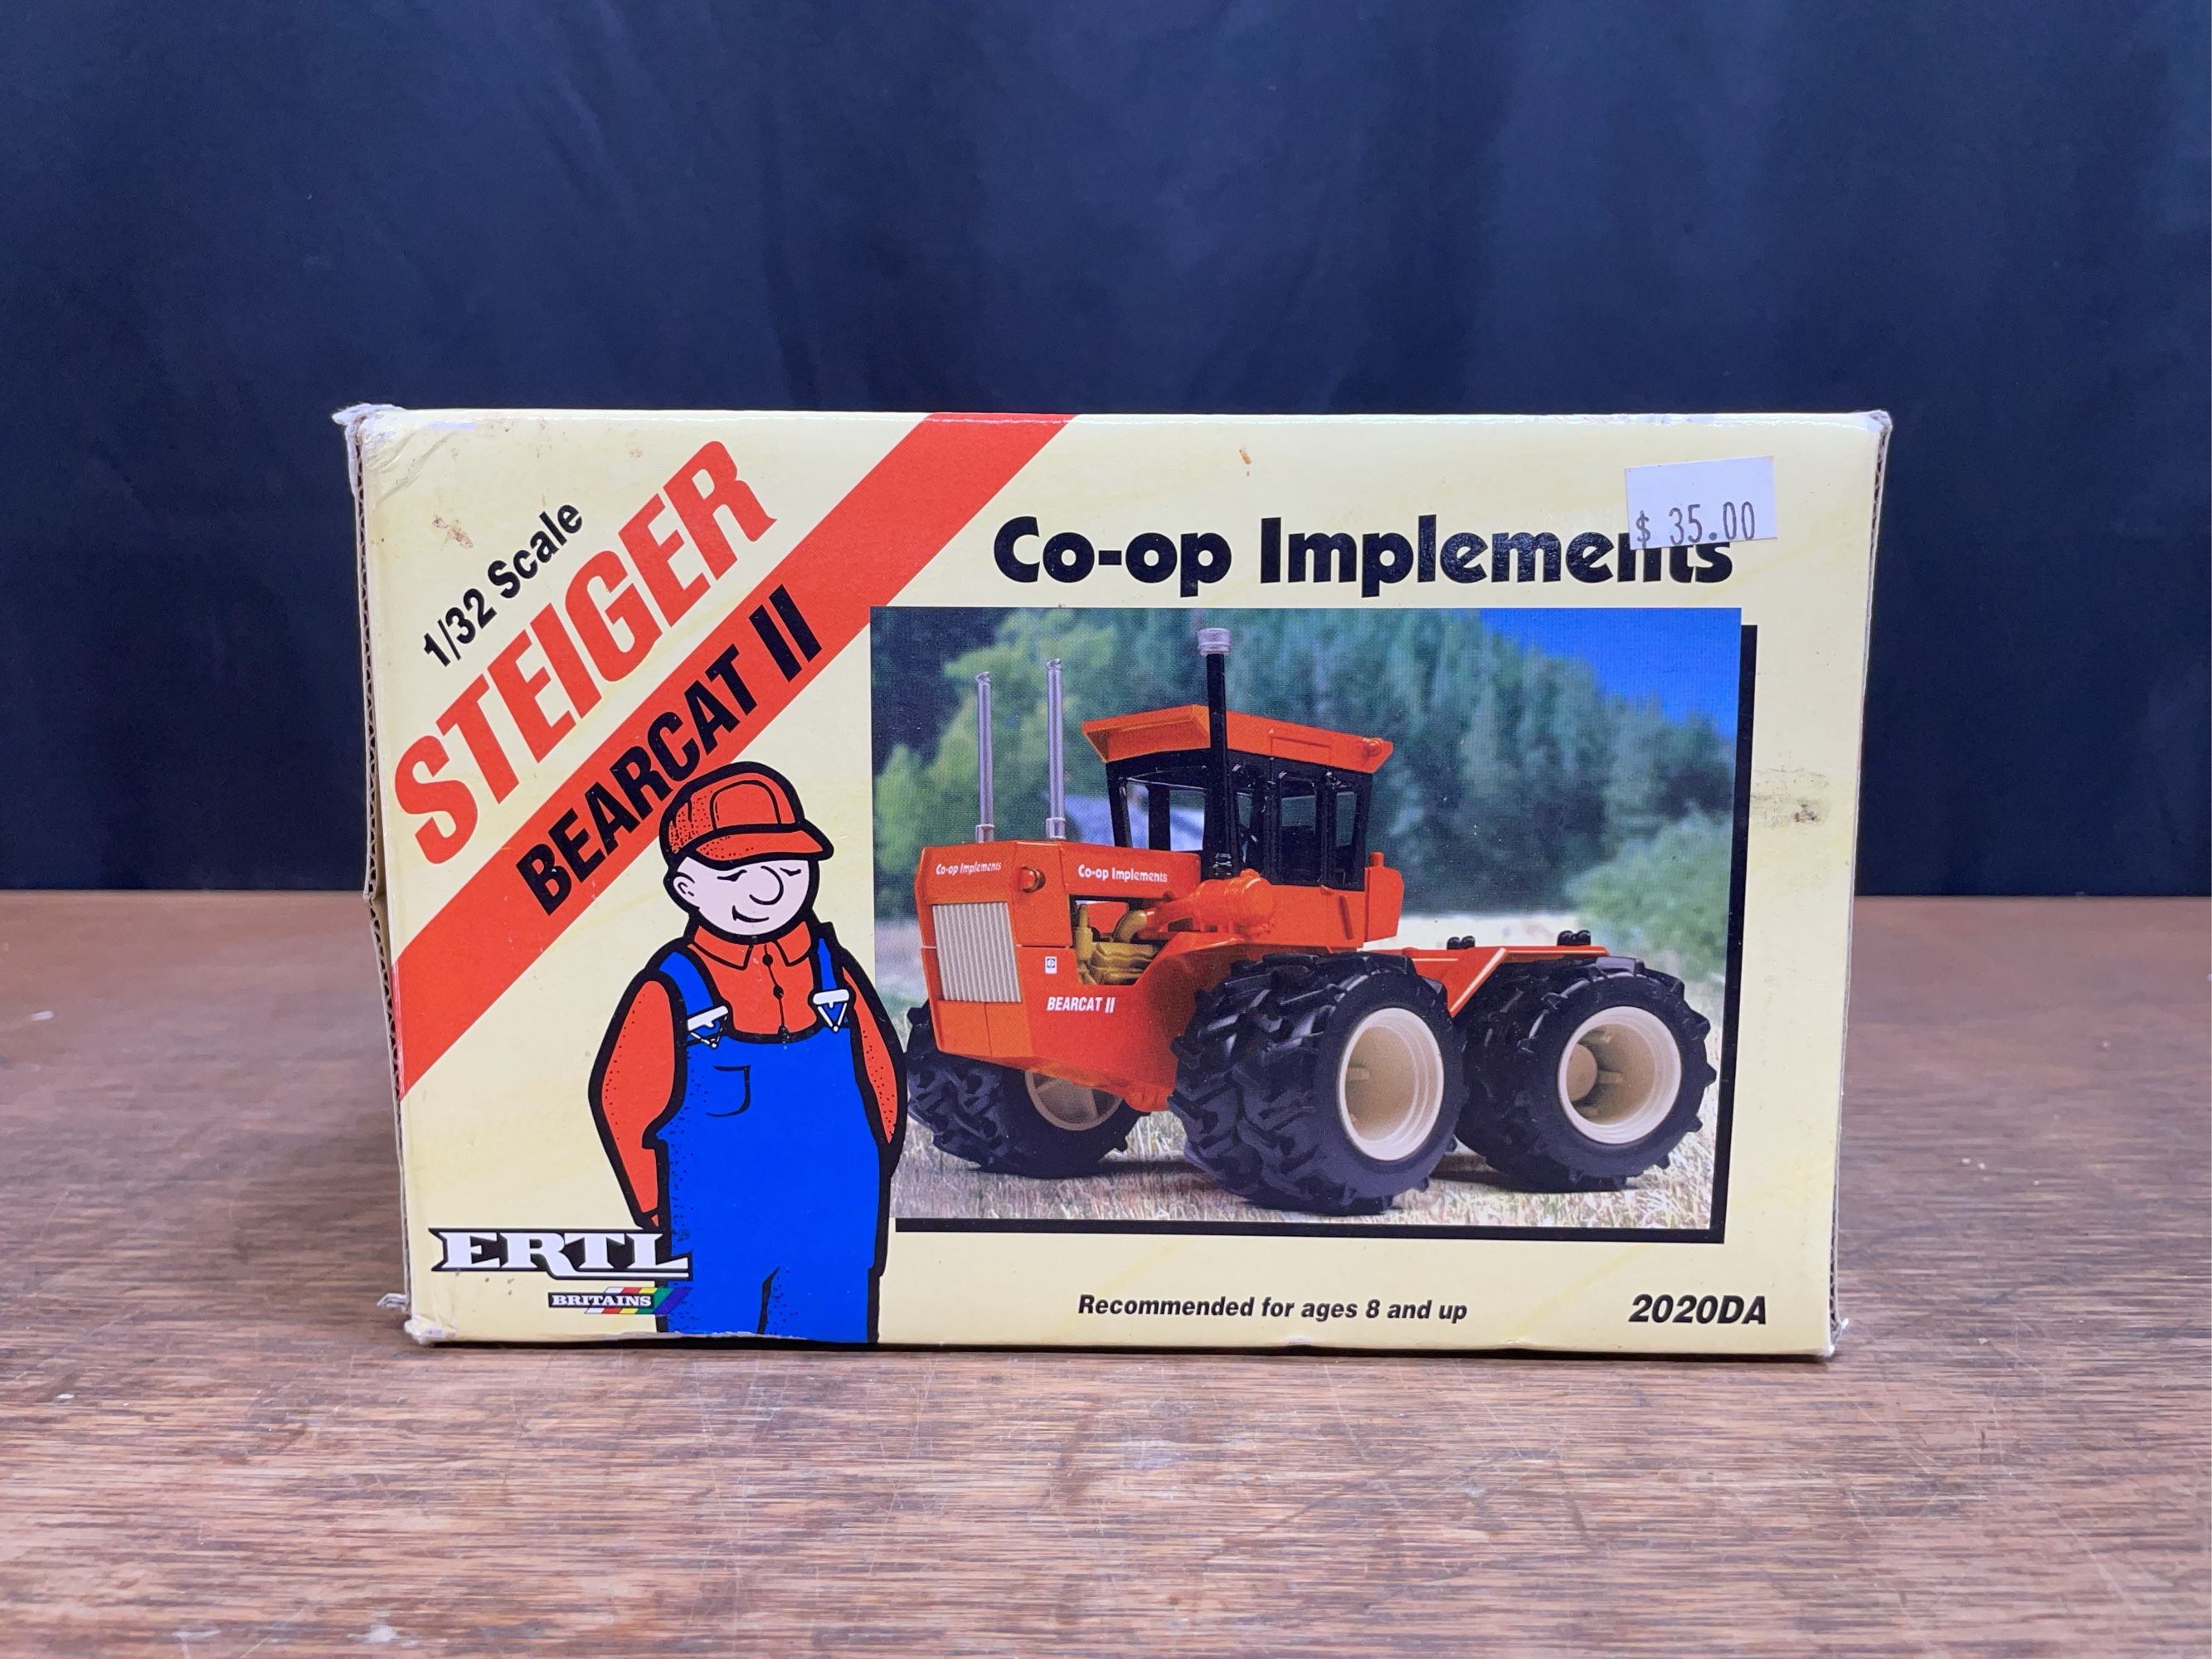 1/32 Scale
STEIGER
BEARCAT II
Co-op Implements
$ 35.00
Co-op Implements
Co-op Implements
BEARCAT II
ERTL
BRITAINS
Recommended for ages 8 and up
2020DA